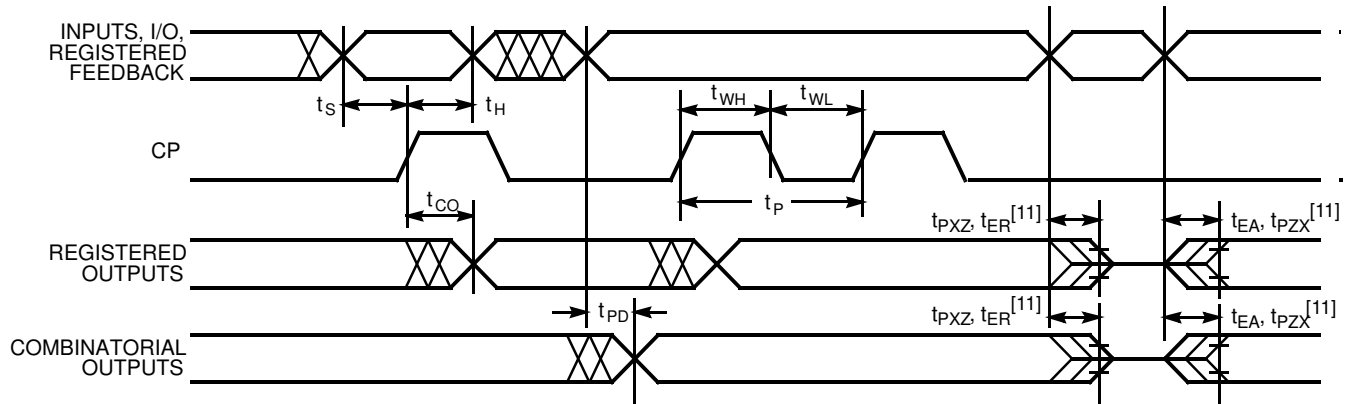 INPUTS, I/O,
REGISTERED
FEEDBACK
tS
tH
tWH
tWL
CP
tCO
tP
tPXZ, tER[11]
tEA, tPZX[11]
REGISTERED
OUTPUTS
tPD
tPXZ, tER[11]
tEA, tPZX[11]
COMBINATORIAL
OUTPUTS